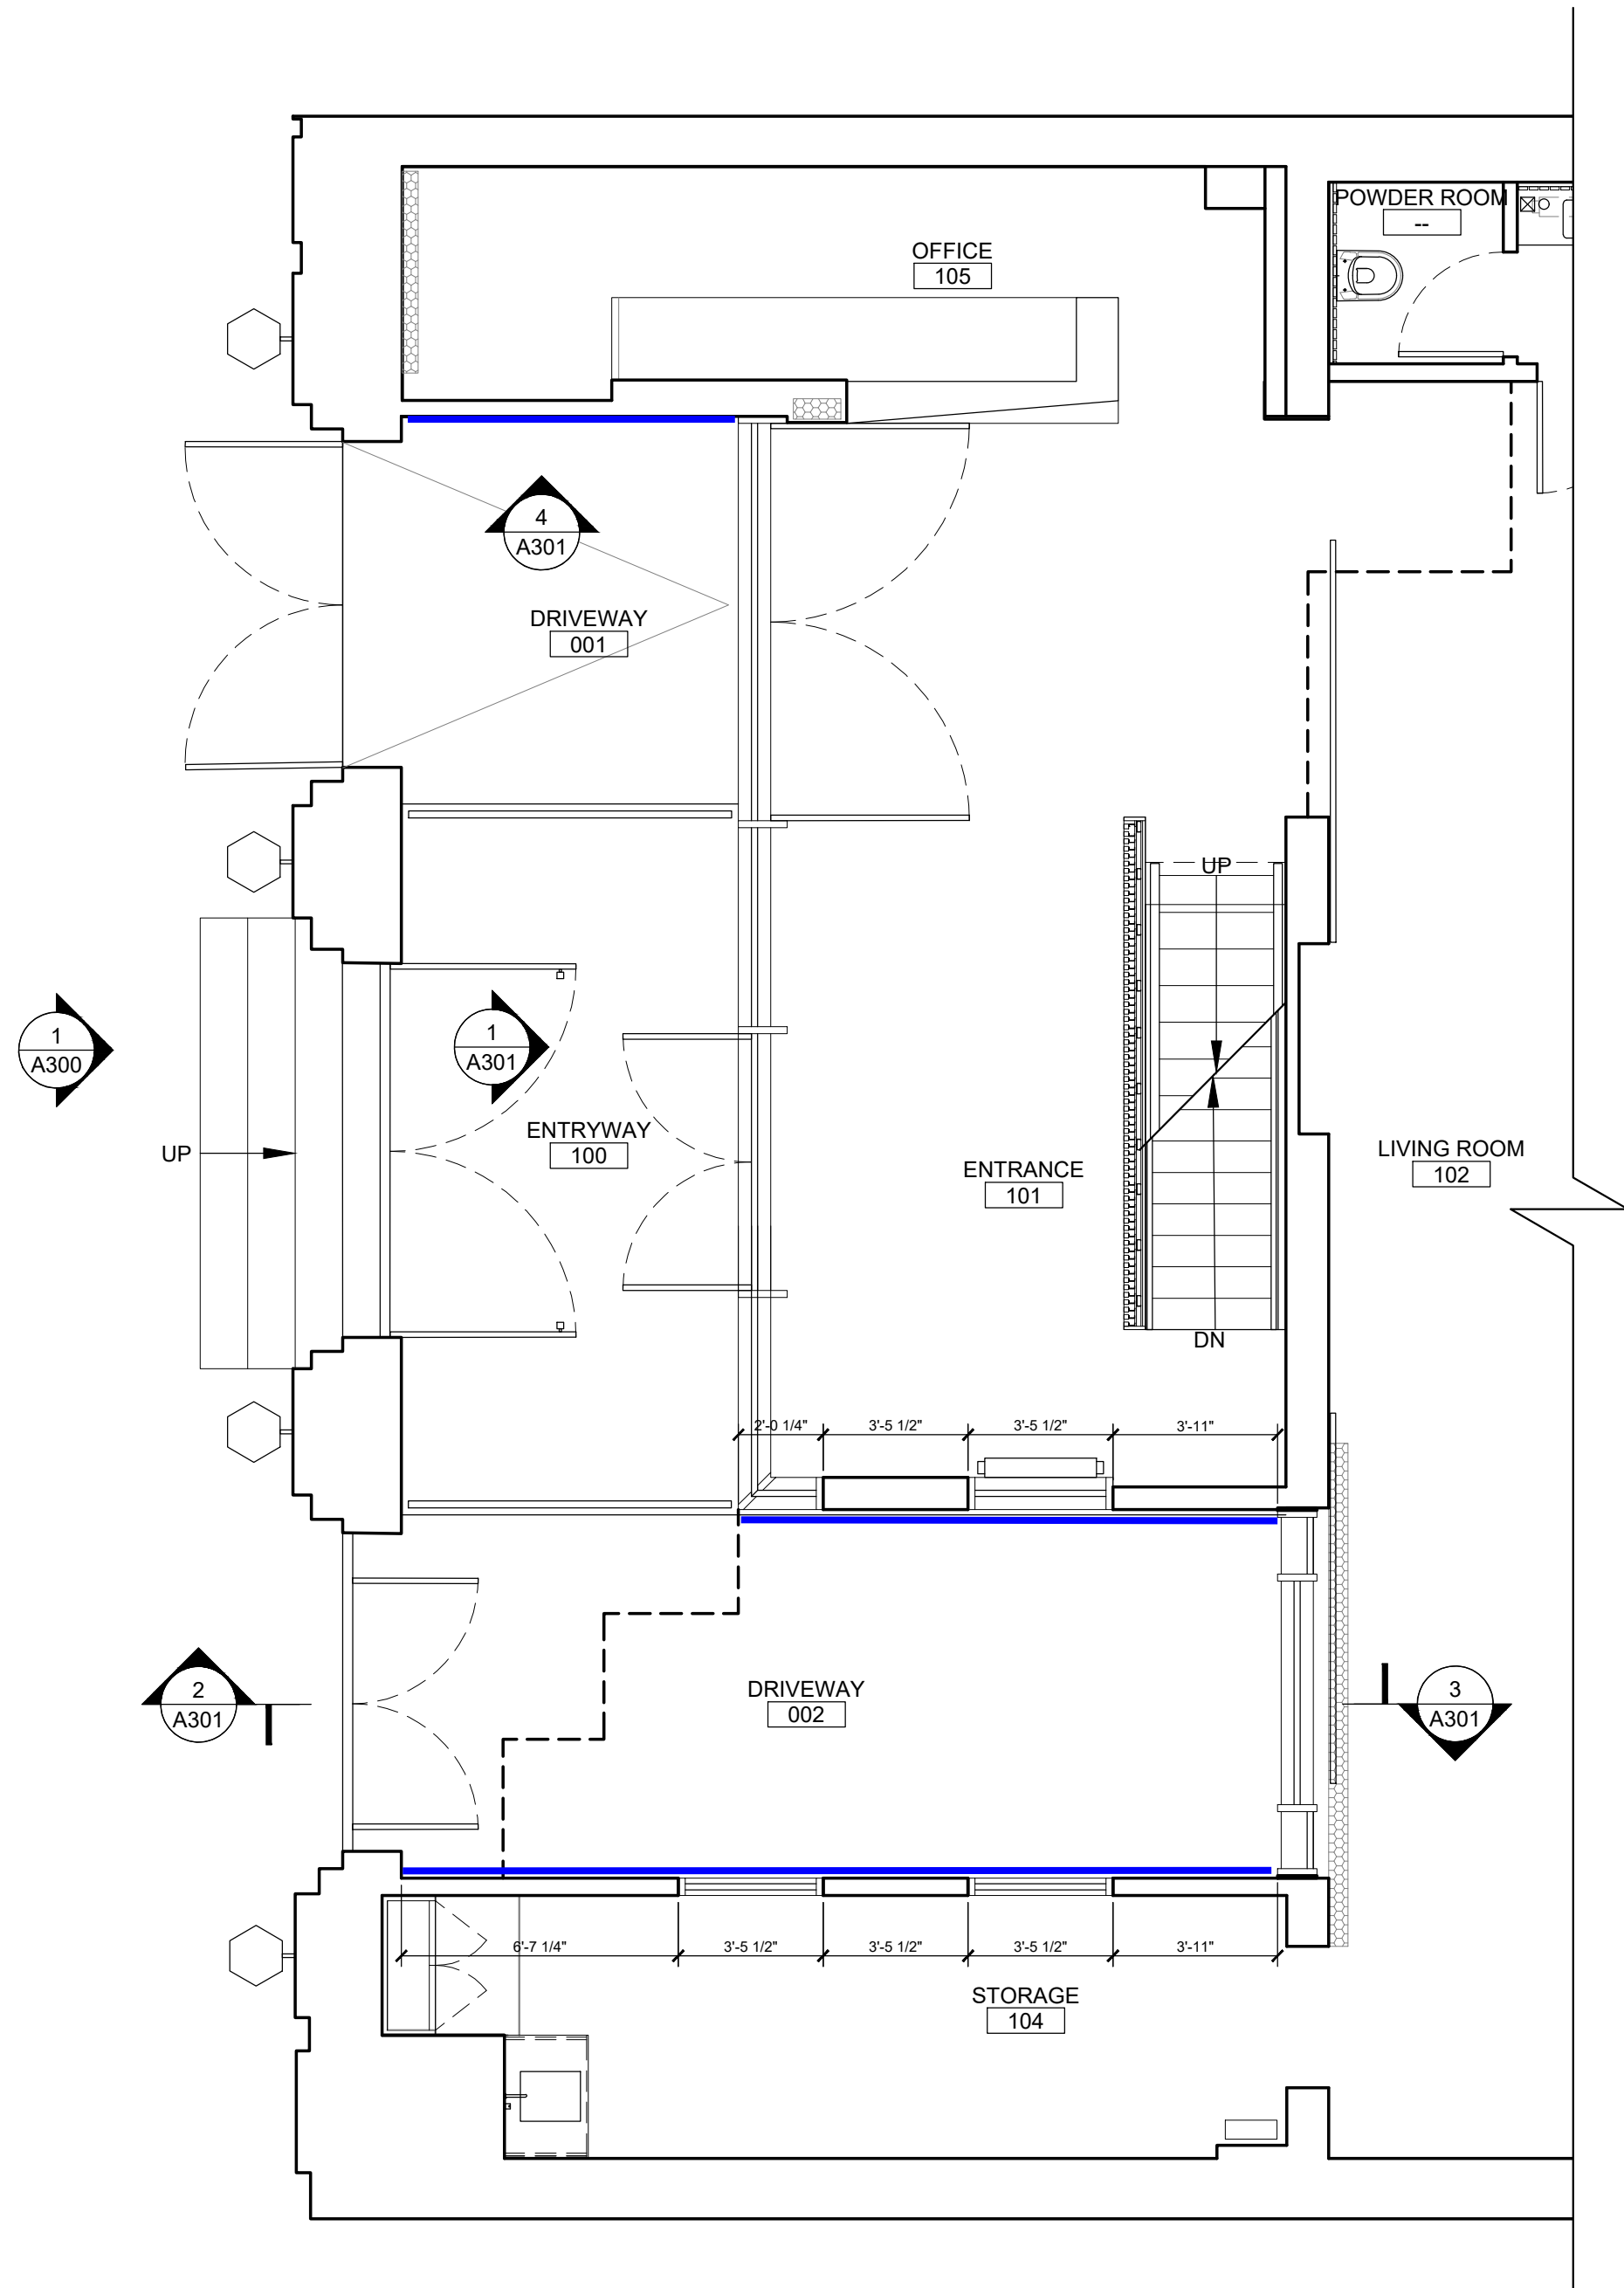 POWDER ROOM
--
OFFICE
105
4
A301
DRIVEWAY
001
UP
1
A300
1
A301
UP
ENTRYWAY
100
ENTRANCE
101
LIVING ROOM
102
DN
2'-0 1/4" 3'-5 1/2" 3'-5 1/2" 3'-11"
2
A301
DRIVEWAY
002
3
A301
6'-7 1/4" 3'-5 1/2" 3'-5 1/2" 3'-5 1/2" 3'-11"
STORAGE
104